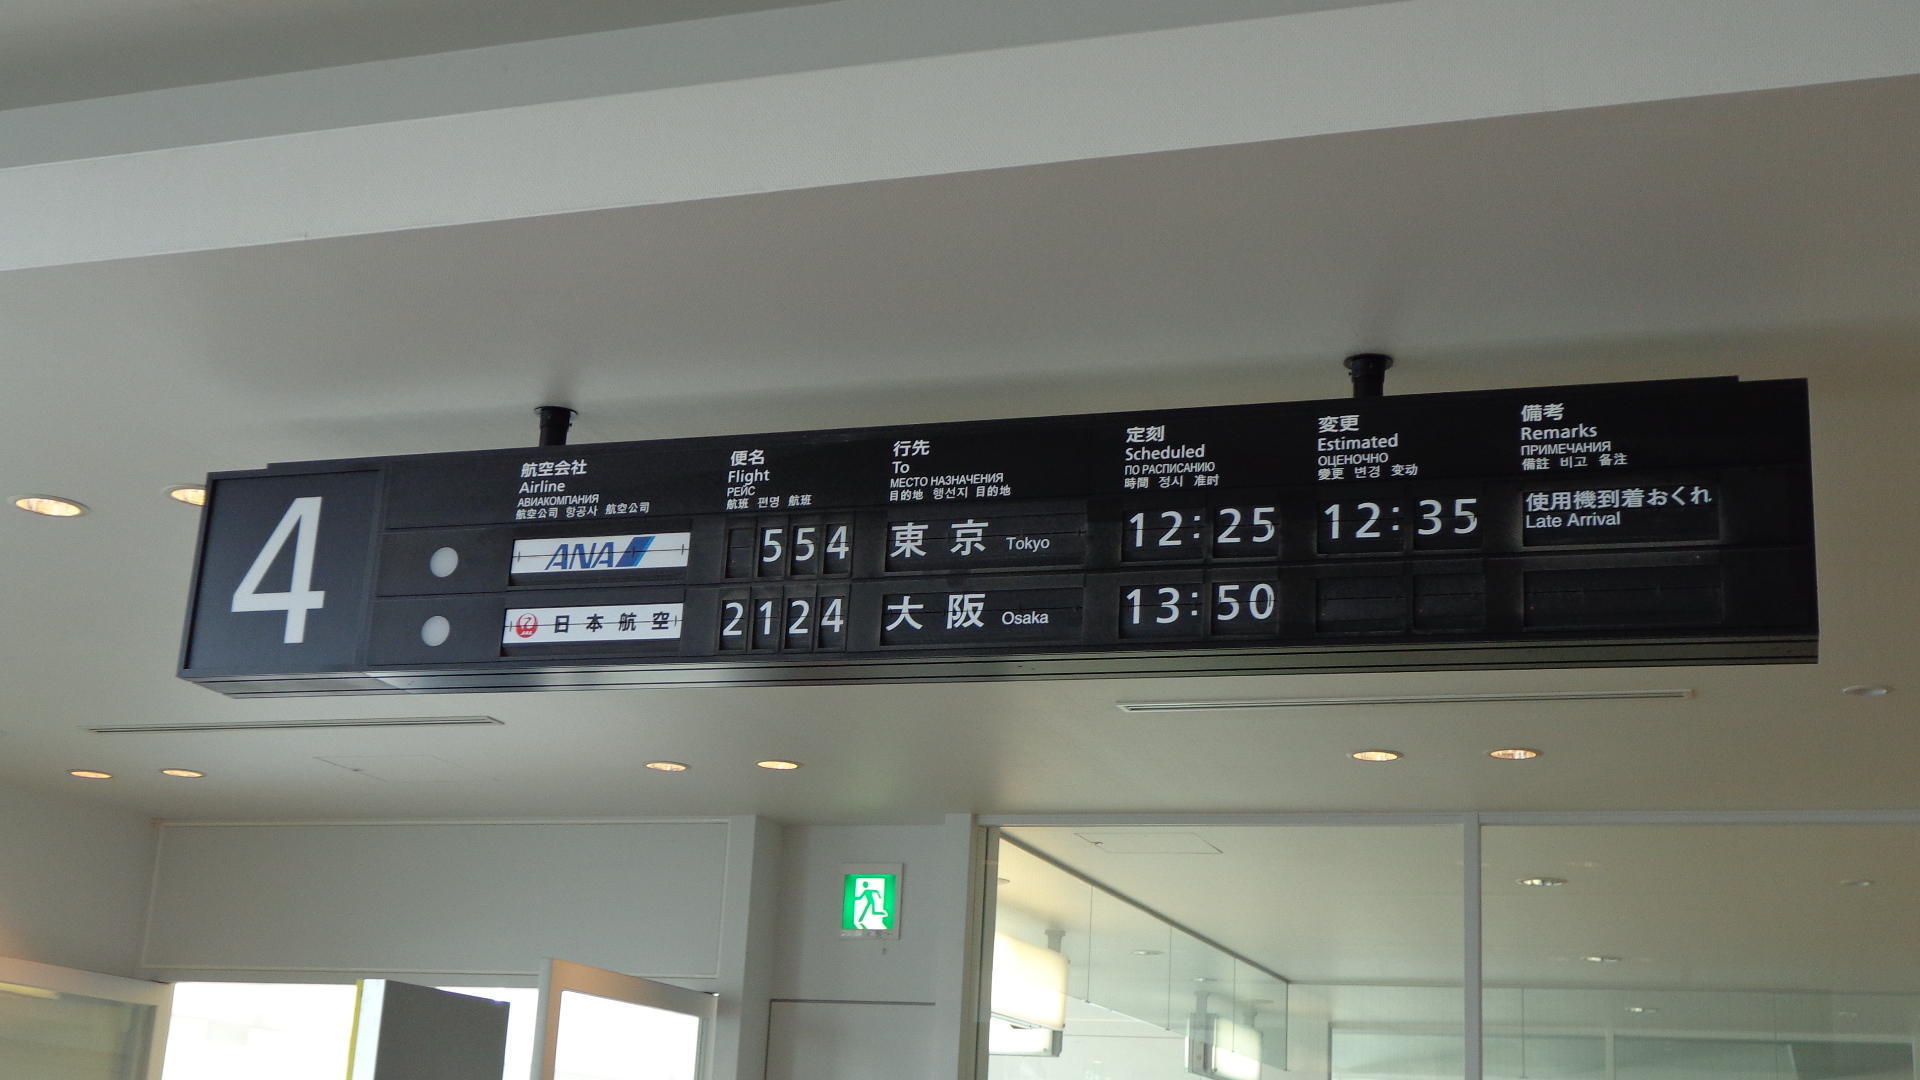 4
航空会社 便名 行先 定刻 変更 備考
Airline Flight To Scheduled Estimated Remarks
АВИАКОМПАНИЯ РЕЙС МЕСТО НАЗНАЧЕНИЯ ПО РАСПИСАНИЮ ОЦЕНОЧНО ПРИМЕЧАНИЯ
航空公司 항공사 航空公司 航班 편명 航班 目的地 행선지 目的地 時間 정시 准时 變更 변경 变动 備註 비고 备注
ANA 554 東京 Tokyo 12:25 12:35 使用機到着おくれ
Late Arrival
JAL 日本航空 2124 大阪 Osaka 13:50